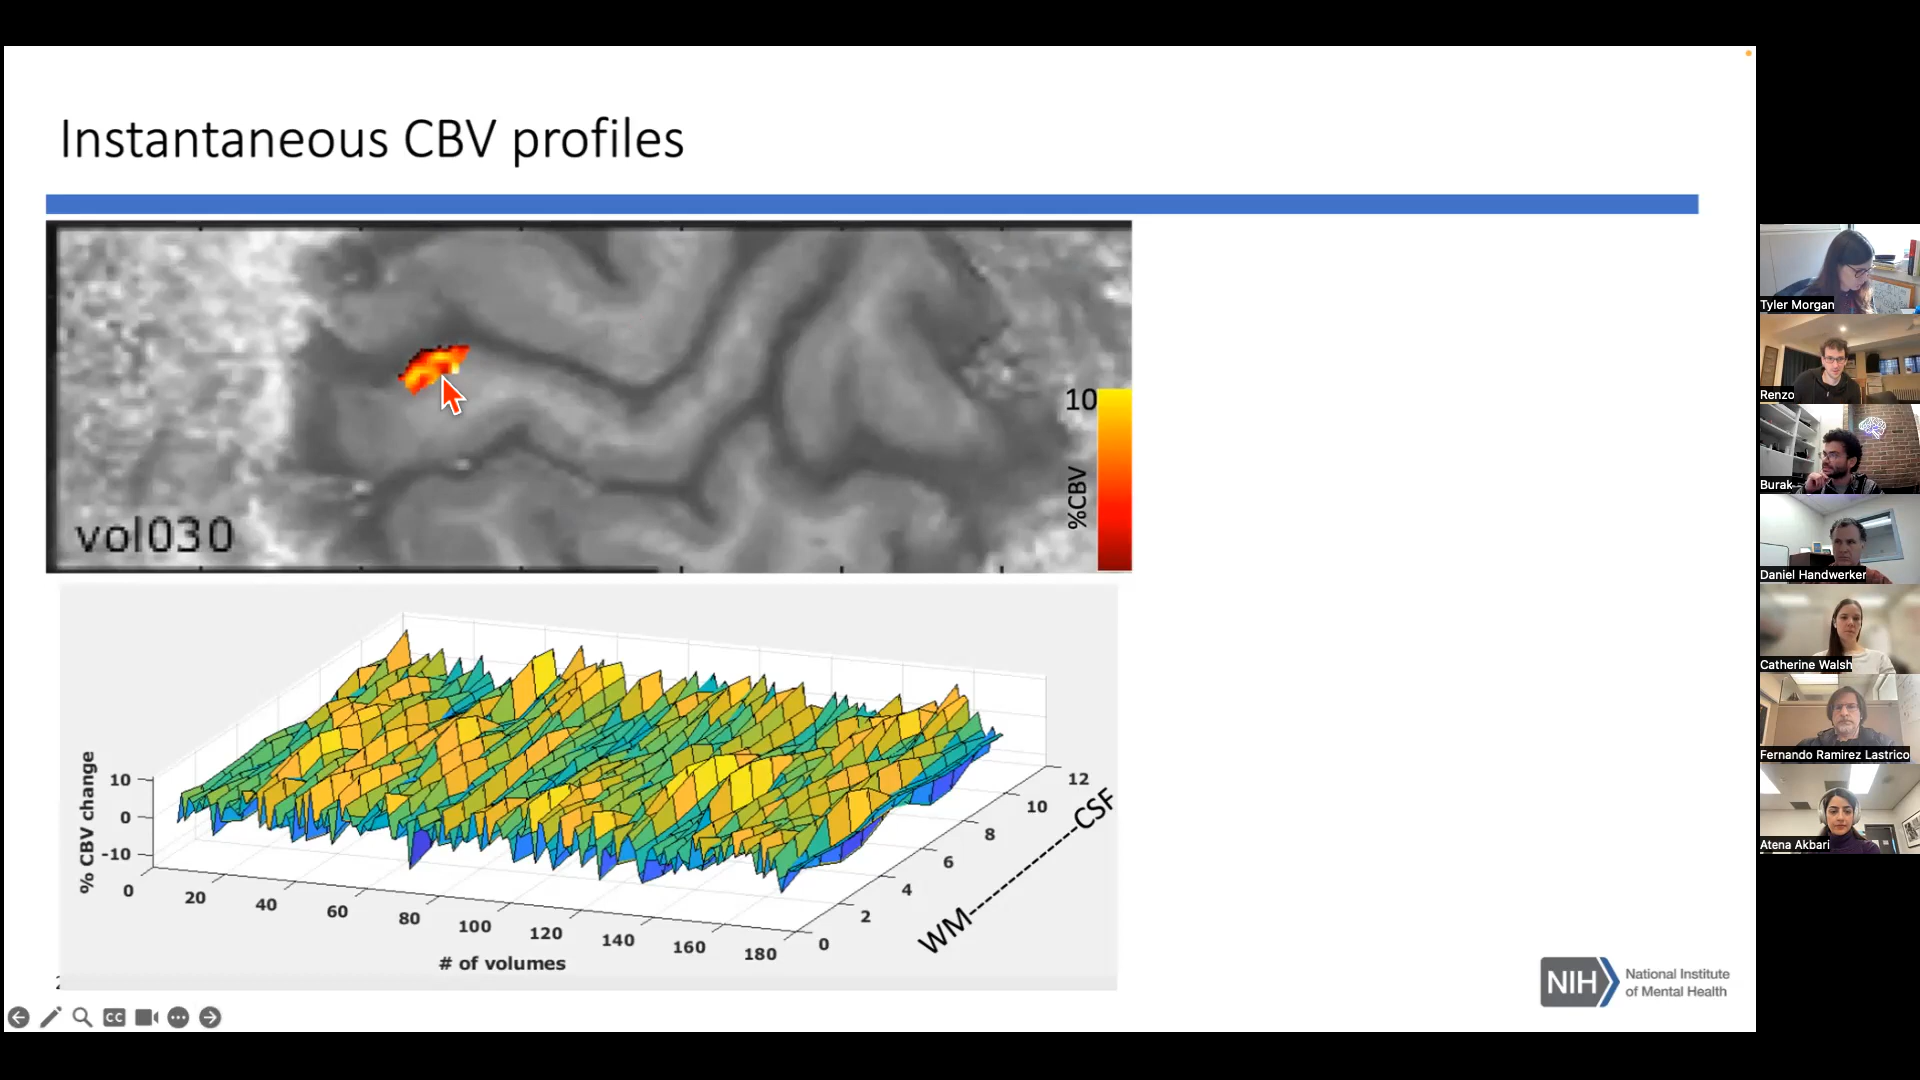 Instantaneous CBV profiles
vol030
10
%CBV
% CBV change
10
0
-10
0
20
40
60
80
100
120
140
160
180
# of volumes
0
2
4
6
8
10
12
WM-------CSF
NIH
National Institute
of Mental Health
CC
Tyler Morgan
Renzo
Burak
Daniel Handwerker
Catherine Walsh
Fernando Ramirez Lastrico
Atena Akbari